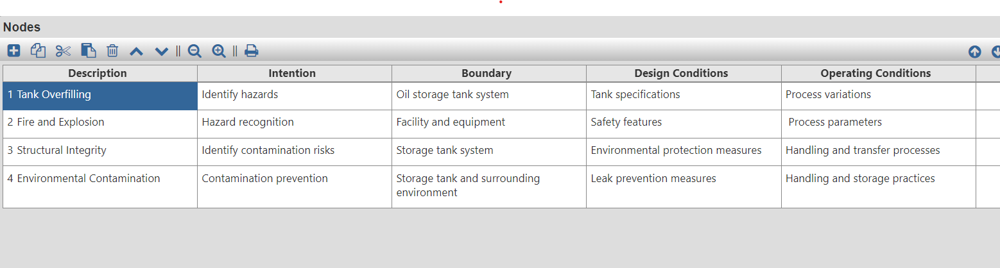 Nodes
Description Intention Boundary Design Conditions Operating Conditions
1 Tank Overfilling Identify hazards Oil storage tank system Tank specifications Process variations
2 Fire and Explosion Hazard recognition Facility and equipment Safety features Process parameters
3 Structural Integrity Identify contamination risks Storage tank system Environmental protection measures Handling and transfer processes
4 Environmental Contamination Contamination prevention Storage tank and surrounding Leak prevention measures Handling and storage practices
environment